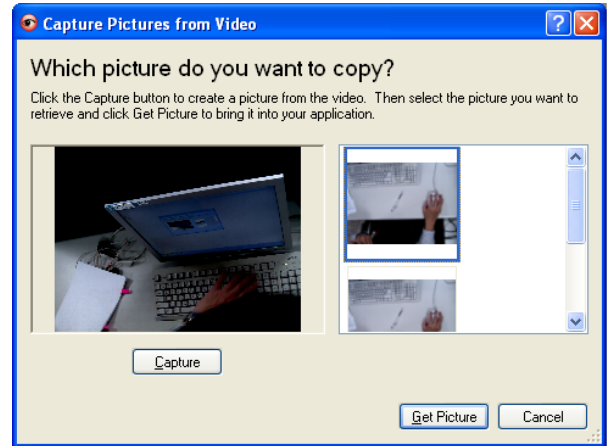 Capture Pictures from Video
Which picture do you want to copy?
Click the Capture button to create a picture from the video. Then select the picture you want to
retrieve and click Get Picture to bring it into your application.
Capture
Get Picture
Cancel